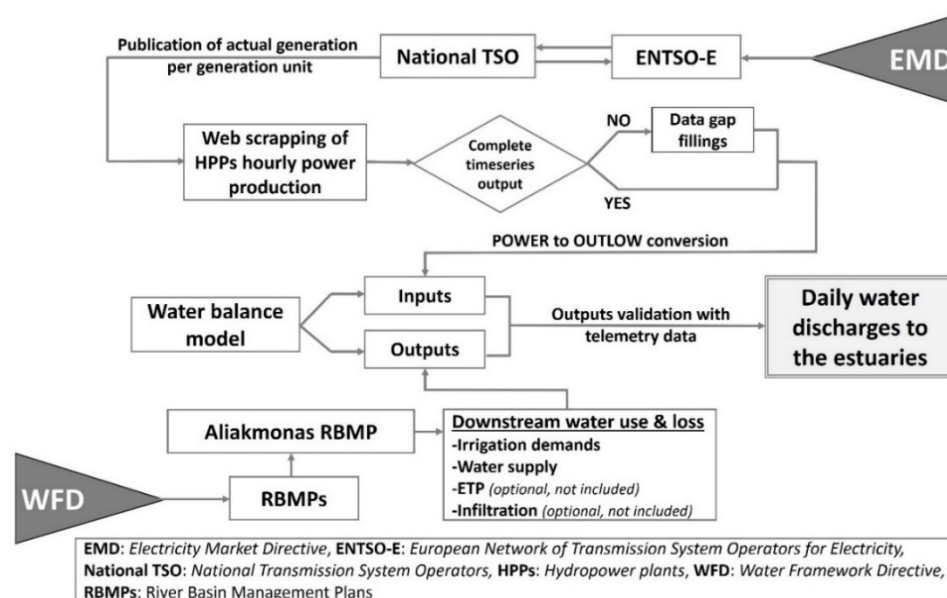 Publication of actual generation
per generation unit
National TSO
ENTSO-E
EMD
Web scrapping of
HPPs hourly power
production
Complete
timeseries
output
NO
Data gap
fillings
YES
POWER to OUTLOW conversion
Water balance
model
Inputs
Outputs
Outputs validation with
telemetry data
Daily water
discharges to
the estuaries
Aliakmonas RBMP
Downstream water use & loss
-Irrigation demands
-Water supply
-ETP (optional, not included)
-Infiltration (optional, not included)
WFD
RBMPs
EMD: Electricity Market Directive, ENTSO-E: European Network of Transmission System Operators for Electricity,
National TSO: National Transmission System Operators, HPPs: Hydropower plants, WFD: Water Framework Directive,
RBMPs: River Basin Management Plans